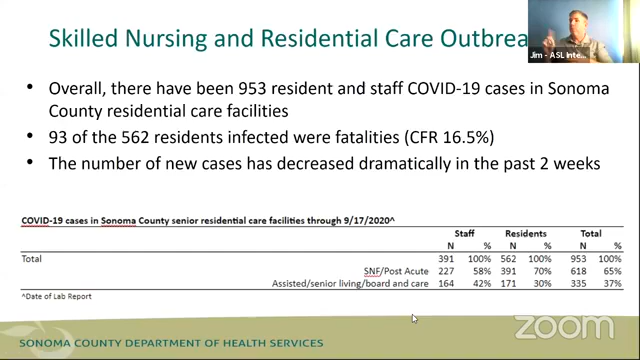 Skilled Nursing and Residential Care Outbrea
Jim - ASL Inte...
• Overall, there have been 953 resident and staff COVID-19 cases in Sonoma
County residential care facilities
• 93 of the 562 residents infected were fatalities (CFR 16.5%)
• The number of new cases has decreased dramatically in the past 2 weeks
COVID-19 cases in Sonoma County senior residential care facilities through 9/17/2020^
Staff Residents Total
N % N % N %
Total 391 100% 562 100% 953 100%
SNF/Post Acute 227 58% 391 70% 618 65%
Assisted/senior living/board and care 164 42% 171 30% 335 37%
^Date of Lab Report
SONOMA COUNTY DEPARTMENT OF HEALTH SERVICES
zoom